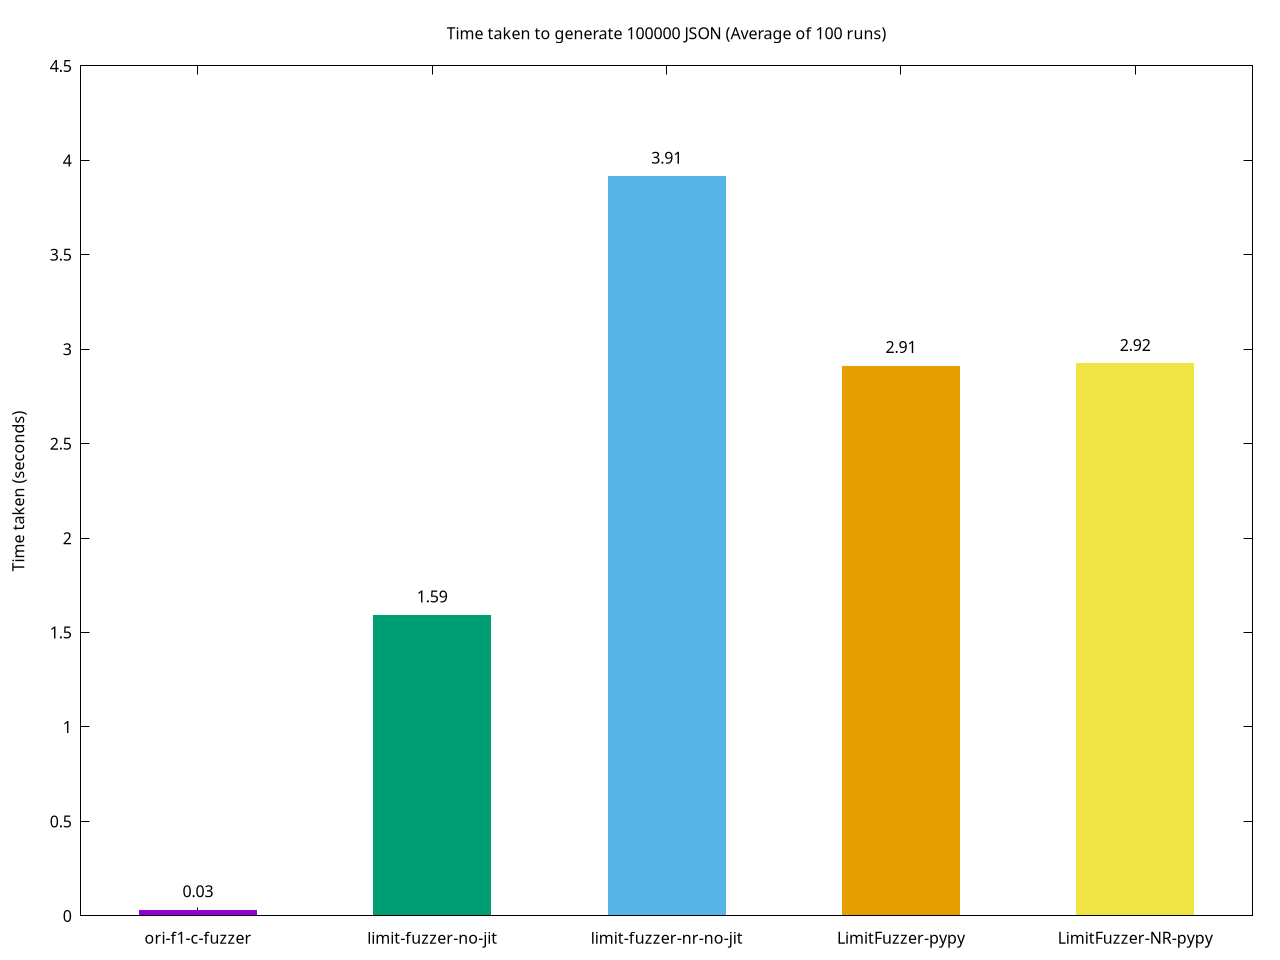 Time taken to generate 100000 JSON (Average of 100 runs)
4.5
4
3.5
3
2.5
2
1.5
1
0.5
0
Time taken (seconds)
0.03
1.59
3.91
2.91
2.92
ori-f1-c-fuzzer
limit-fuzzer-no-jit
limit-fuzzer-nr-no-jit
LimitFuzzer-pypy
LimitFuzzer-NR-pypy